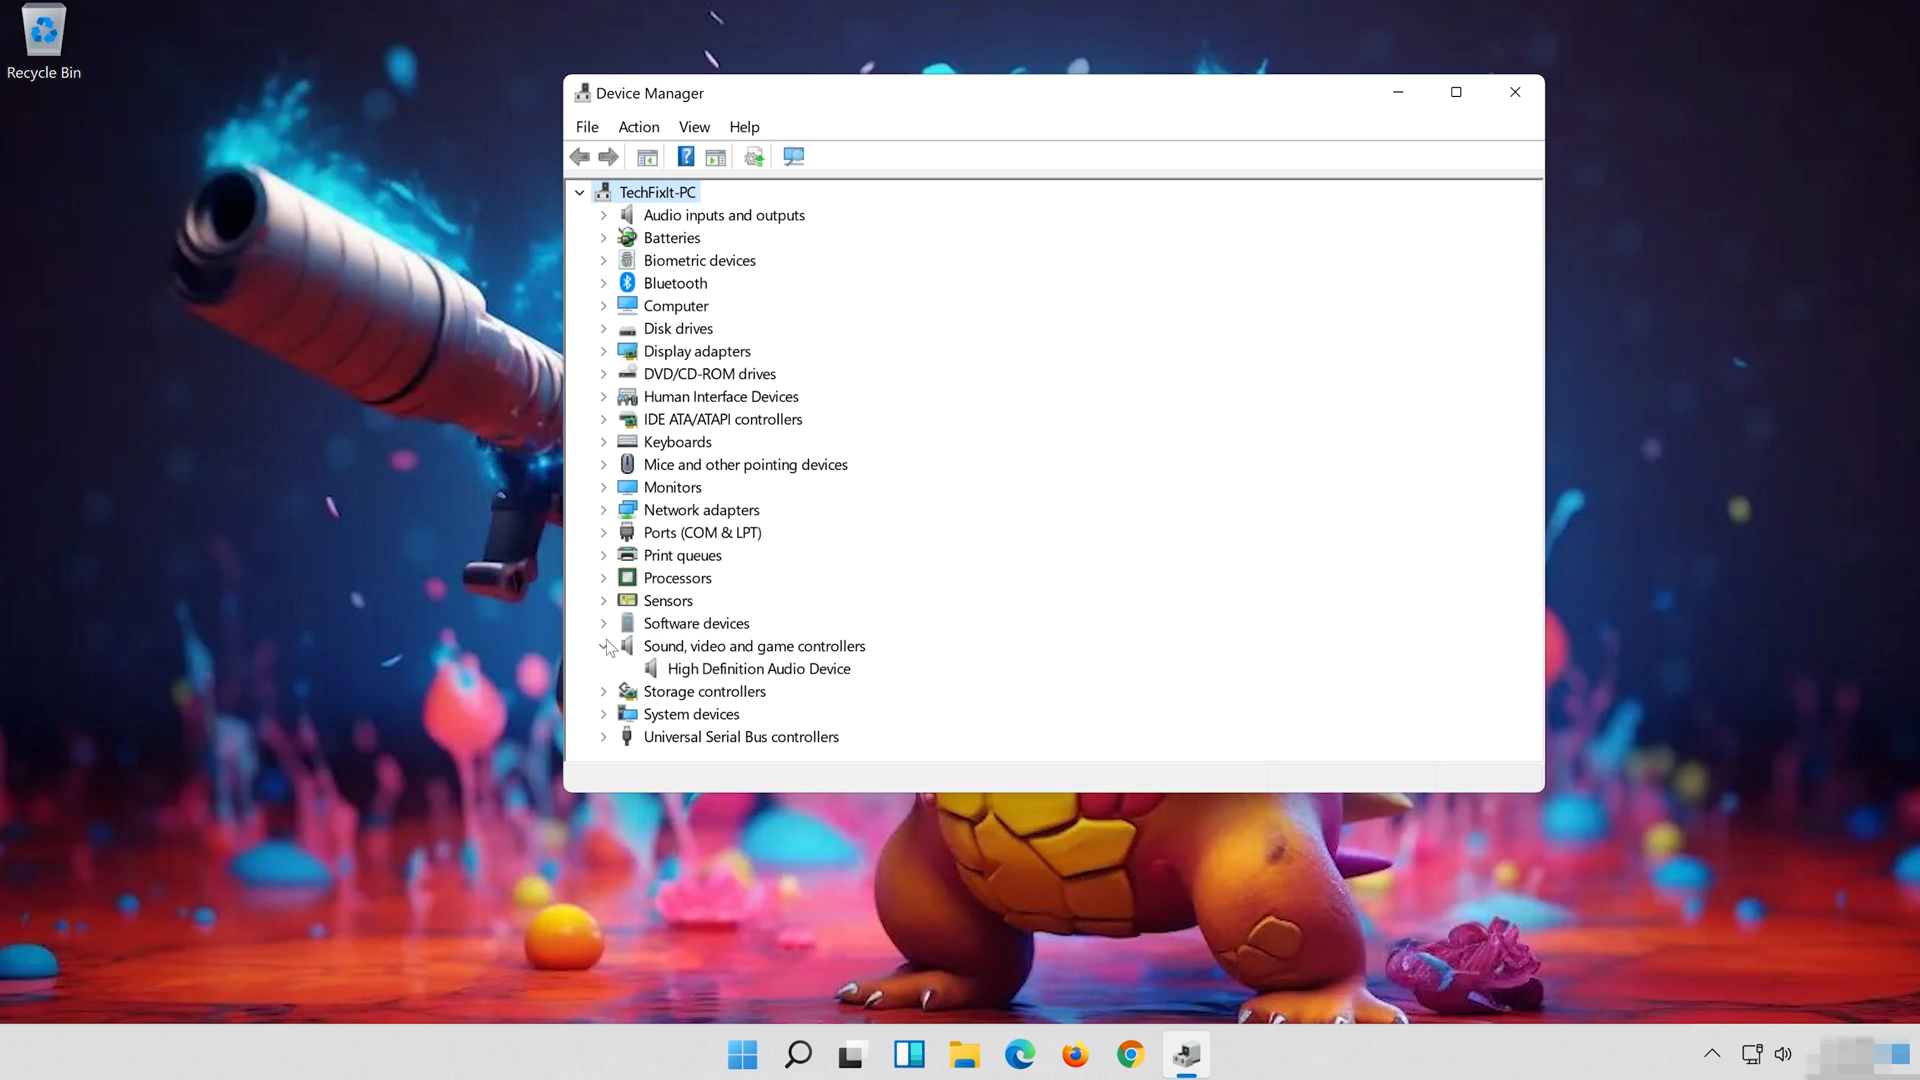 Recycle Bin
Device Manager
File Action View Help
TechFixIt-PC
Audio inputs and outputs
Batteries
Biometric devices
Bluetooth
Computer
Disk drives
Display adapters
DVD/CD-ROM drives
Human Interface Devices
IDE ATA/ATAPI controllers
Keyboards
Mice and other pointing devices
Monitors
Network adapters
Ports (COM & LPT)
Print queues
Processors
Sensors
Software devices
Sound, video and game controllers
High Definition Audio Device
Storage controllers
System devices
Universal Serial Bus controllers